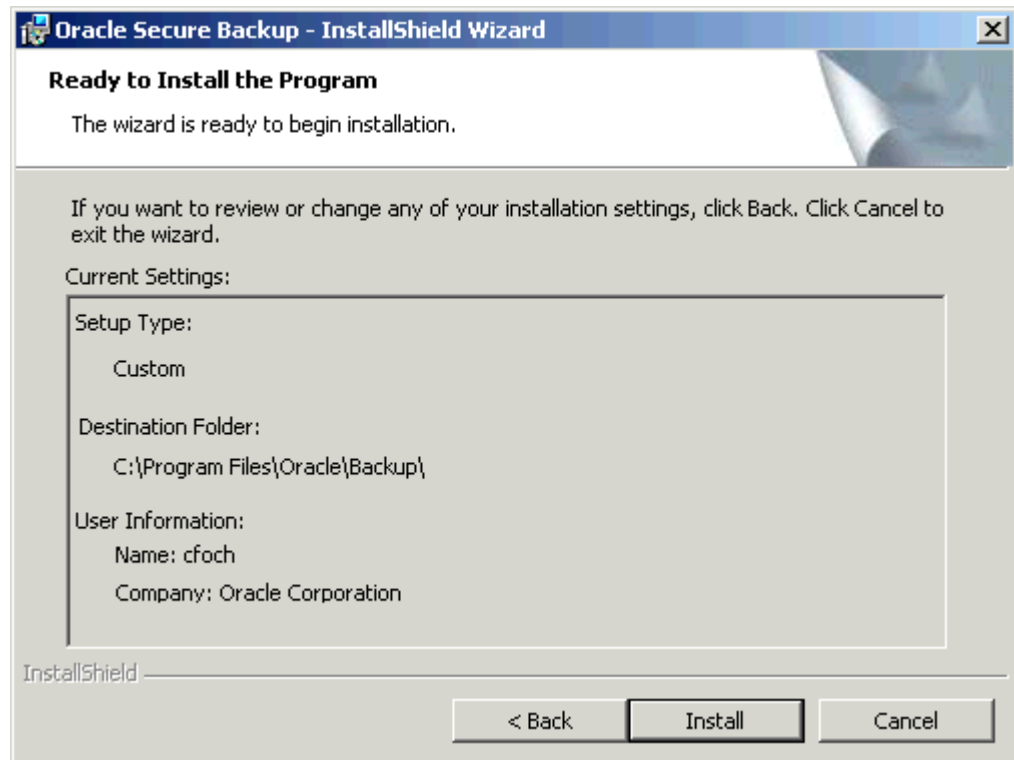 Oracle Secure Backup - InstallShield Wizard
Ready to Install the Program
The wizard is ready to begin installation.
If you want to review or change any of your installation settings, click Back. Click Cancel to
exit the wizard.
Current Settings:
Setup Type:
Custom
Destination Folder:
C:\Program Files\Oracle\Backup\
User Information:
Name: cfoch
Company: Oracle Corporation
InstallShield
< Back
Install
Cancel